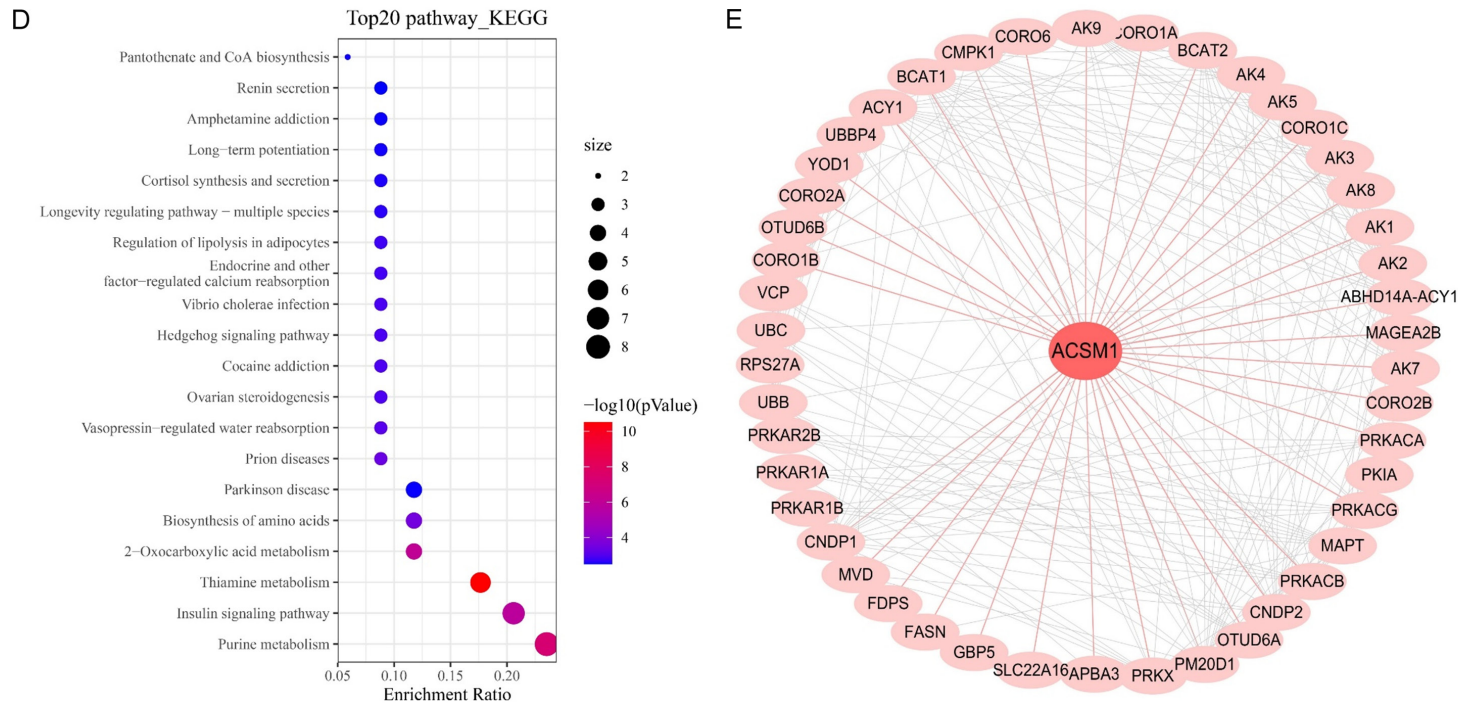 D
Top20 pathway_KEGG
Pantothenate and CoA biosynthesis
Renin secretion
Amphetamine addiction
Long−term potentiation
Cortisol synthesis and secretion
Longevity regulating pathway − multiple species
Regulation of lipolysis in adipocytes
Endocrine and other
factor−regulated calcium reabsorption
Vibrio cholerae infection
Hedgehog signaling pathway
Cocaine addiction
Ovarian steroidogenesis
Vasopressin−regulated water reabsorption
Prion diseases
Parkinson disease
Biosynthesis of amino acids
2−Oxocarboxylic acid metabolism
Thiamine metabolism
Insulin signaling pathway
Purine metabolism
0.05 0.10 0.15 0.20
Enrichment Ratio
size
2
3
4
5
6
7
8
−log10(pValue)
10
8
6
4
E
AK9
CORO1A
BCAT2
AK4
AK5
CORO1C
AK3
AK8
AK1
AK2
ABHD14A-ACY1
MAGEA2B
AK7
CORO2B
PRKACA
PKIA
PRKACG
MAPT
PRKACB
CNDP2
OTUD6A
PM20D1
PRKX
APBA3
SLC22A16
GBP5
FASN
FDPS
MVD
CNDP1
PRKAR1B
PRKAR1A
PRKAR2B
UBB
RPS27A
UBC
VCP
CORO1B
OTUD6B
CORO2A
YOD1
UBBP4
ACY1
BCAT1
CMPK1
CORO6
ACSM1